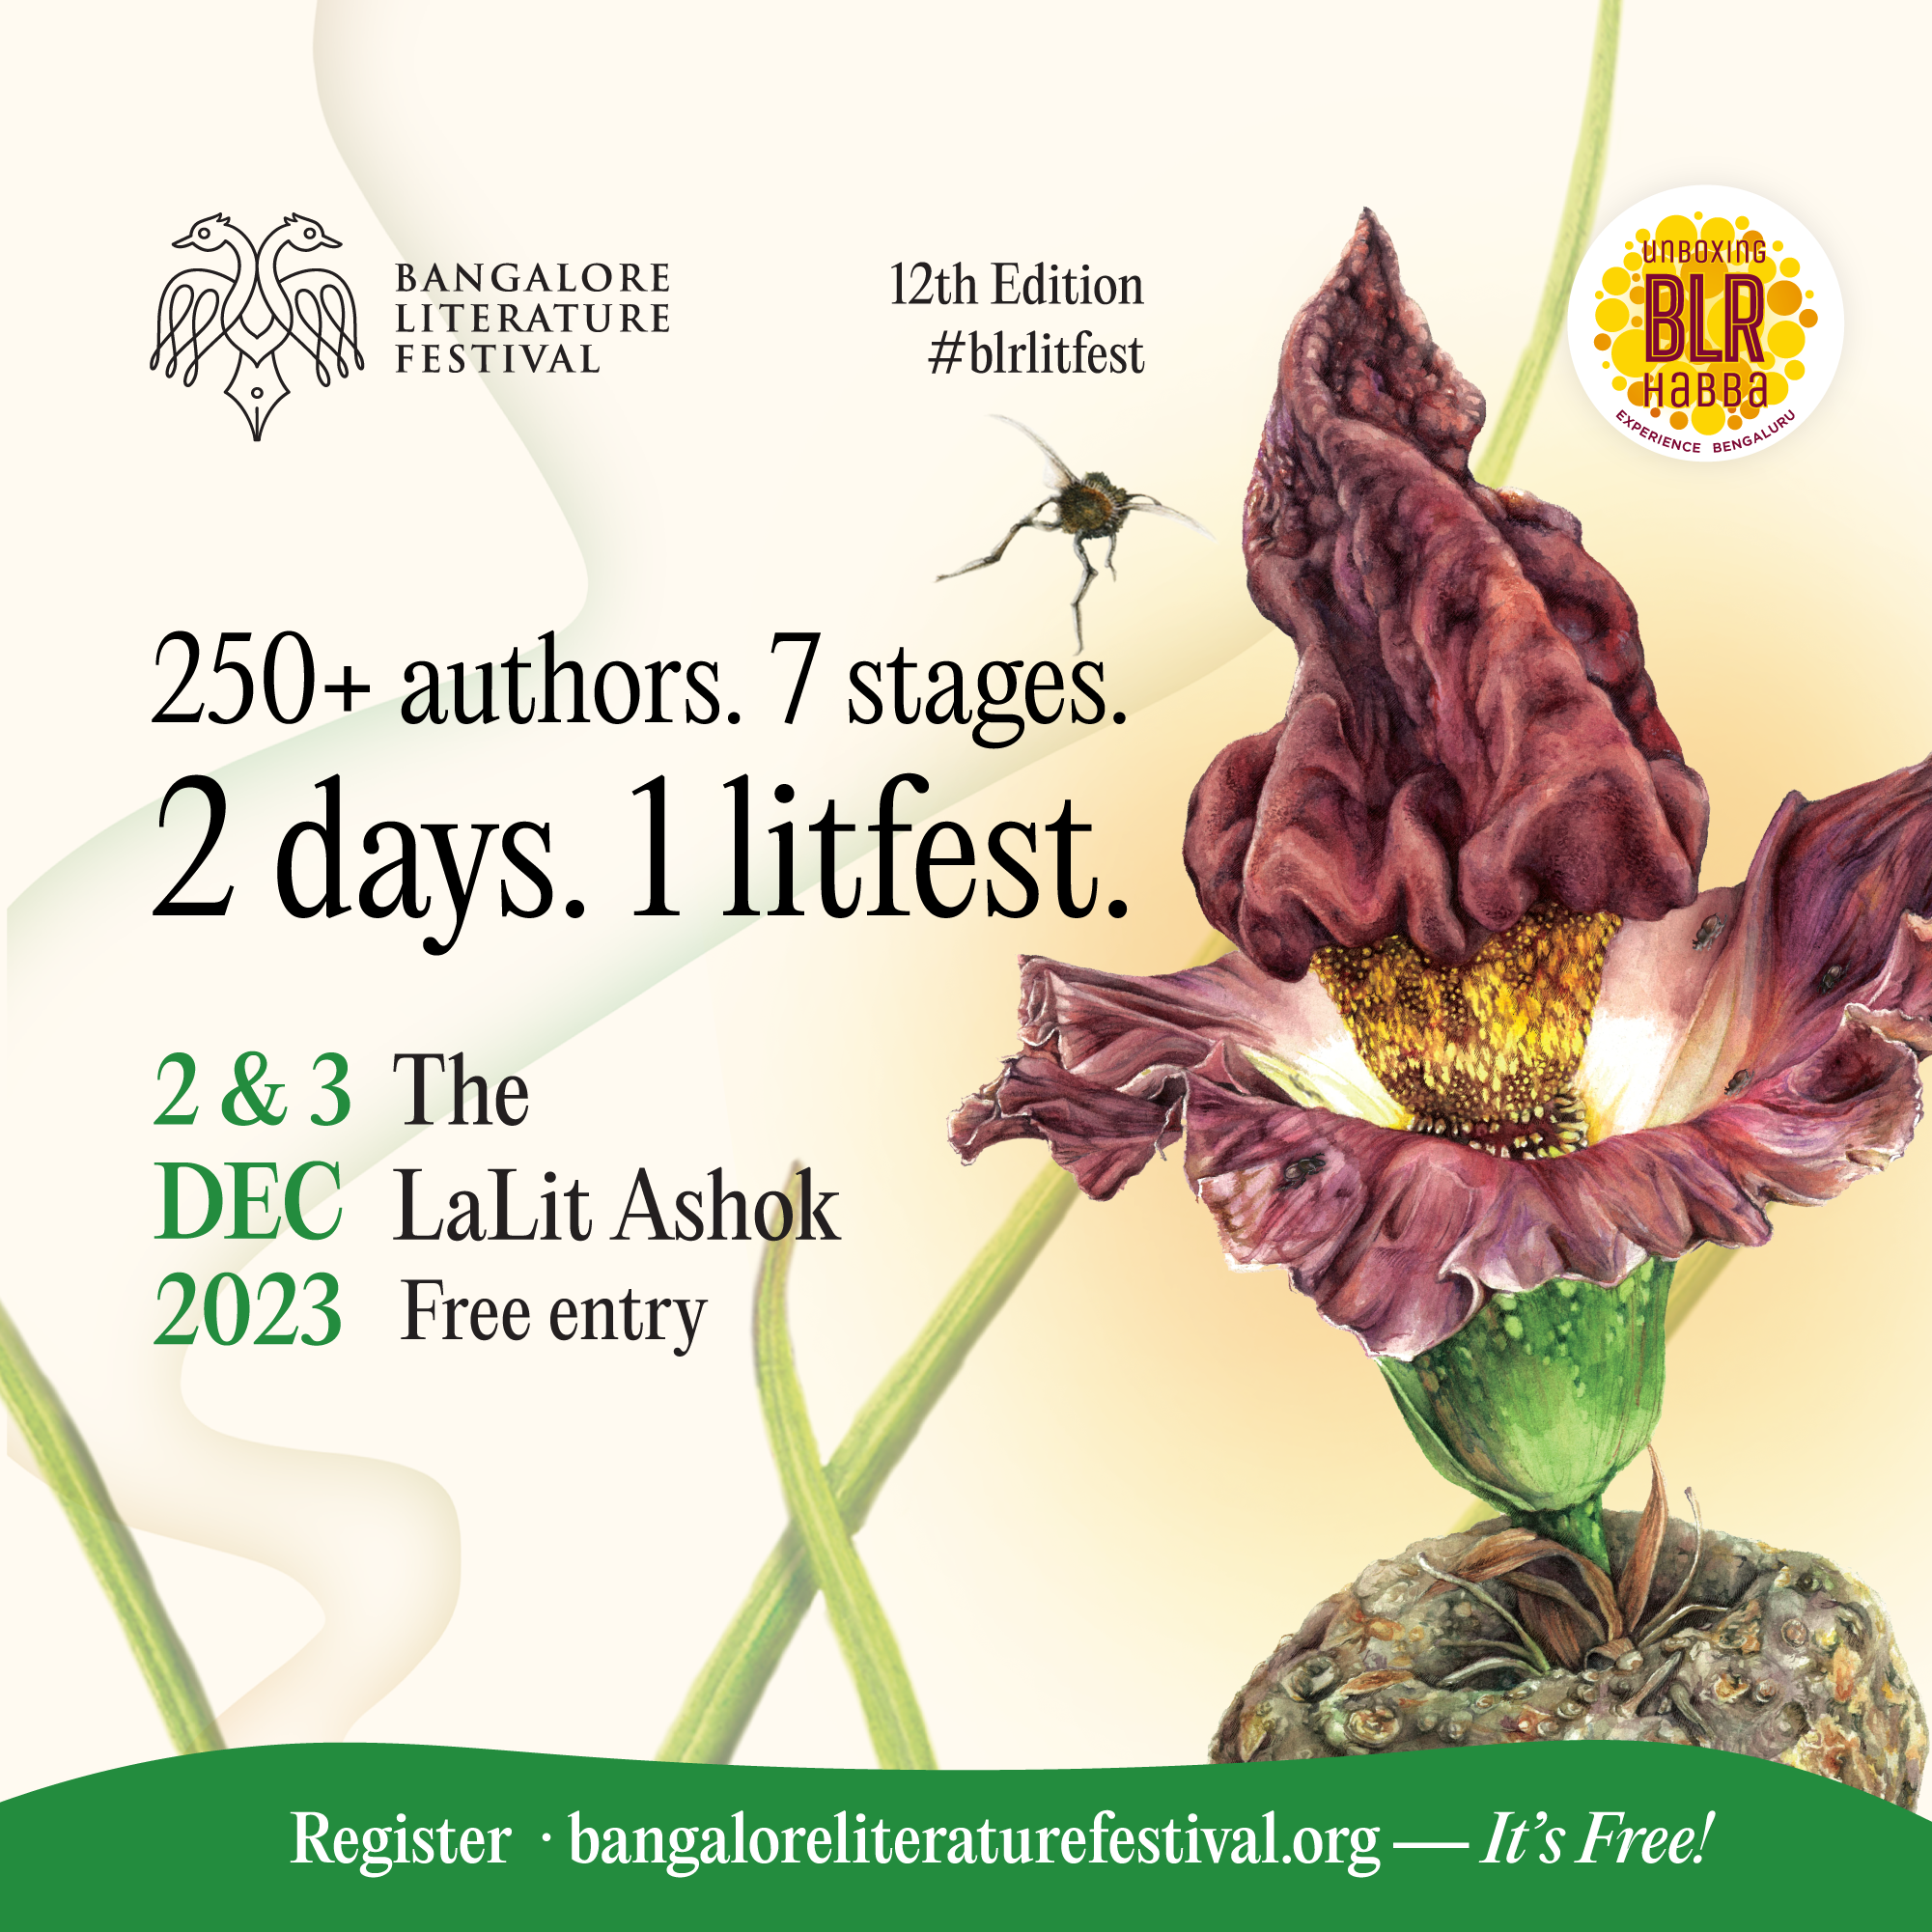 BANGALORE
LITERATURE
FESTIVAL
12th Edition
#blrlitfest
UNBOXING
BLR
HABBA
EXPERIENCE BENGALURU
250+ authors. 7 stages.
2 days. 1 litfest.
2 & 3
DEC
2023
The
LaLit Ashok
Free entry
Register · bangaloreliteraturefestival.org — It's Free!